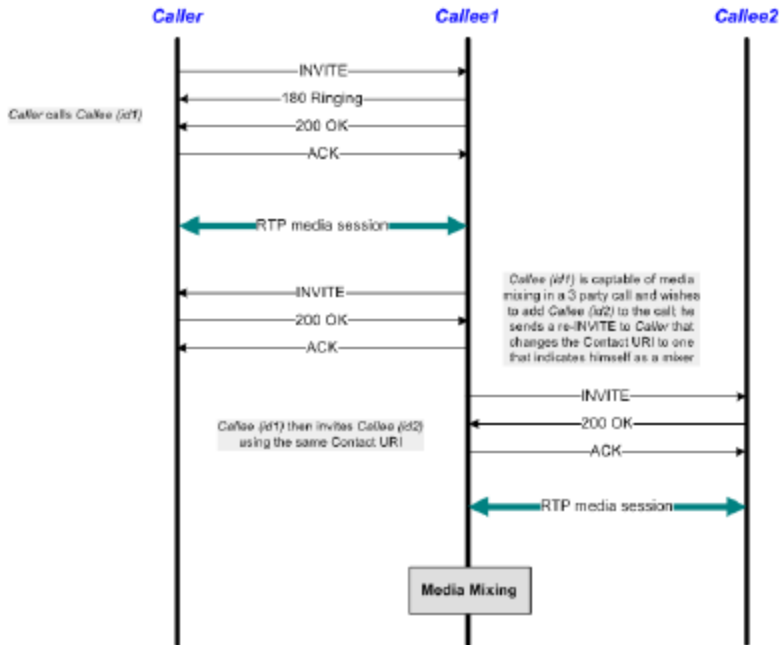 Caller Callee1 Callee2
INVITE
180 Ringing
Caller calls Callee (id1)
200 OK
ACK
RTP media session
Callee (id1) is captable of media
mixing in a 3 party call and wishes
to add Callee (id2) to the call; he
sends a re-INVITE to Caller that
changes the Contact URI to one
that indicates himself as a mixer
INVITE
200 OK
ACK
INVITE
Callee (id1) then invites Callee (id2)
using the same Contact URI
200 OK
ACK
RTP media session
Media Mixing